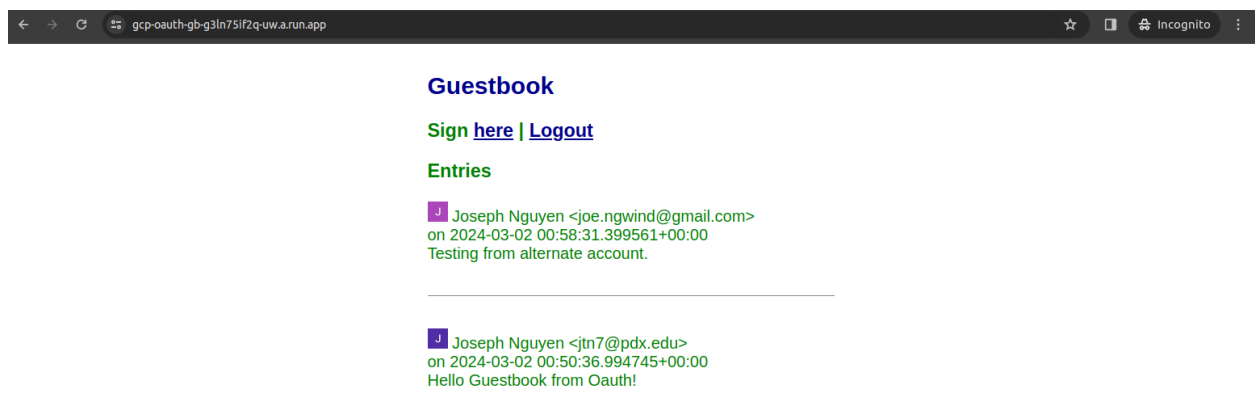 gcp-oauth-gb-g3ln75if2q-uw.a.run.app
Incognito
Guestbook
Sign here | Logout
Entries
J Joseph Nguyen <joe.ngwind@gmail.com>
on 2024-03-02 00:58:31.399561+00:00
Testing from alternate account.
J Joseph Nguyen <jtn7@pdx.edu>
on 2024-03-02 00:50:36.994745+00:00
Hello Guestbook from Oauth!